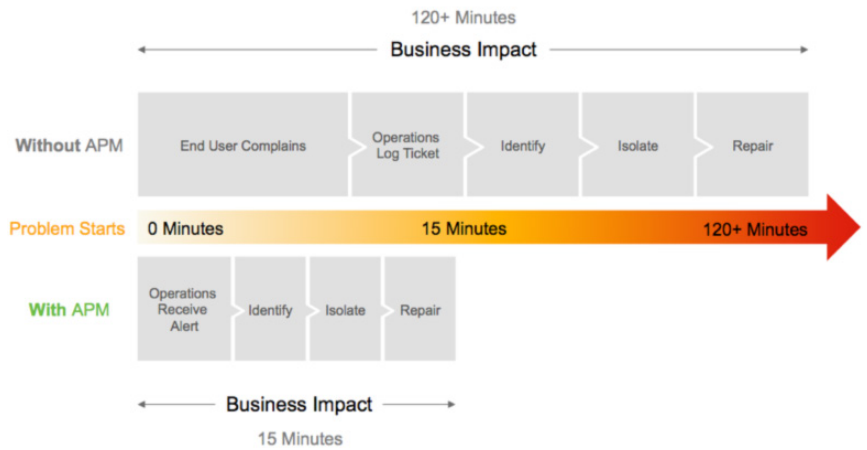 120+ Minutes
Business Impact
Without APM
End User Complains
Operations
Log Ticket
Identify
Isolate
Repair
Problem Starts
0 Minutes
15 Minutes
120+ Minutes
With APM
Operations
Receive
Alert
Identify
Isolate
Repair
Business Impact
15 Minutes